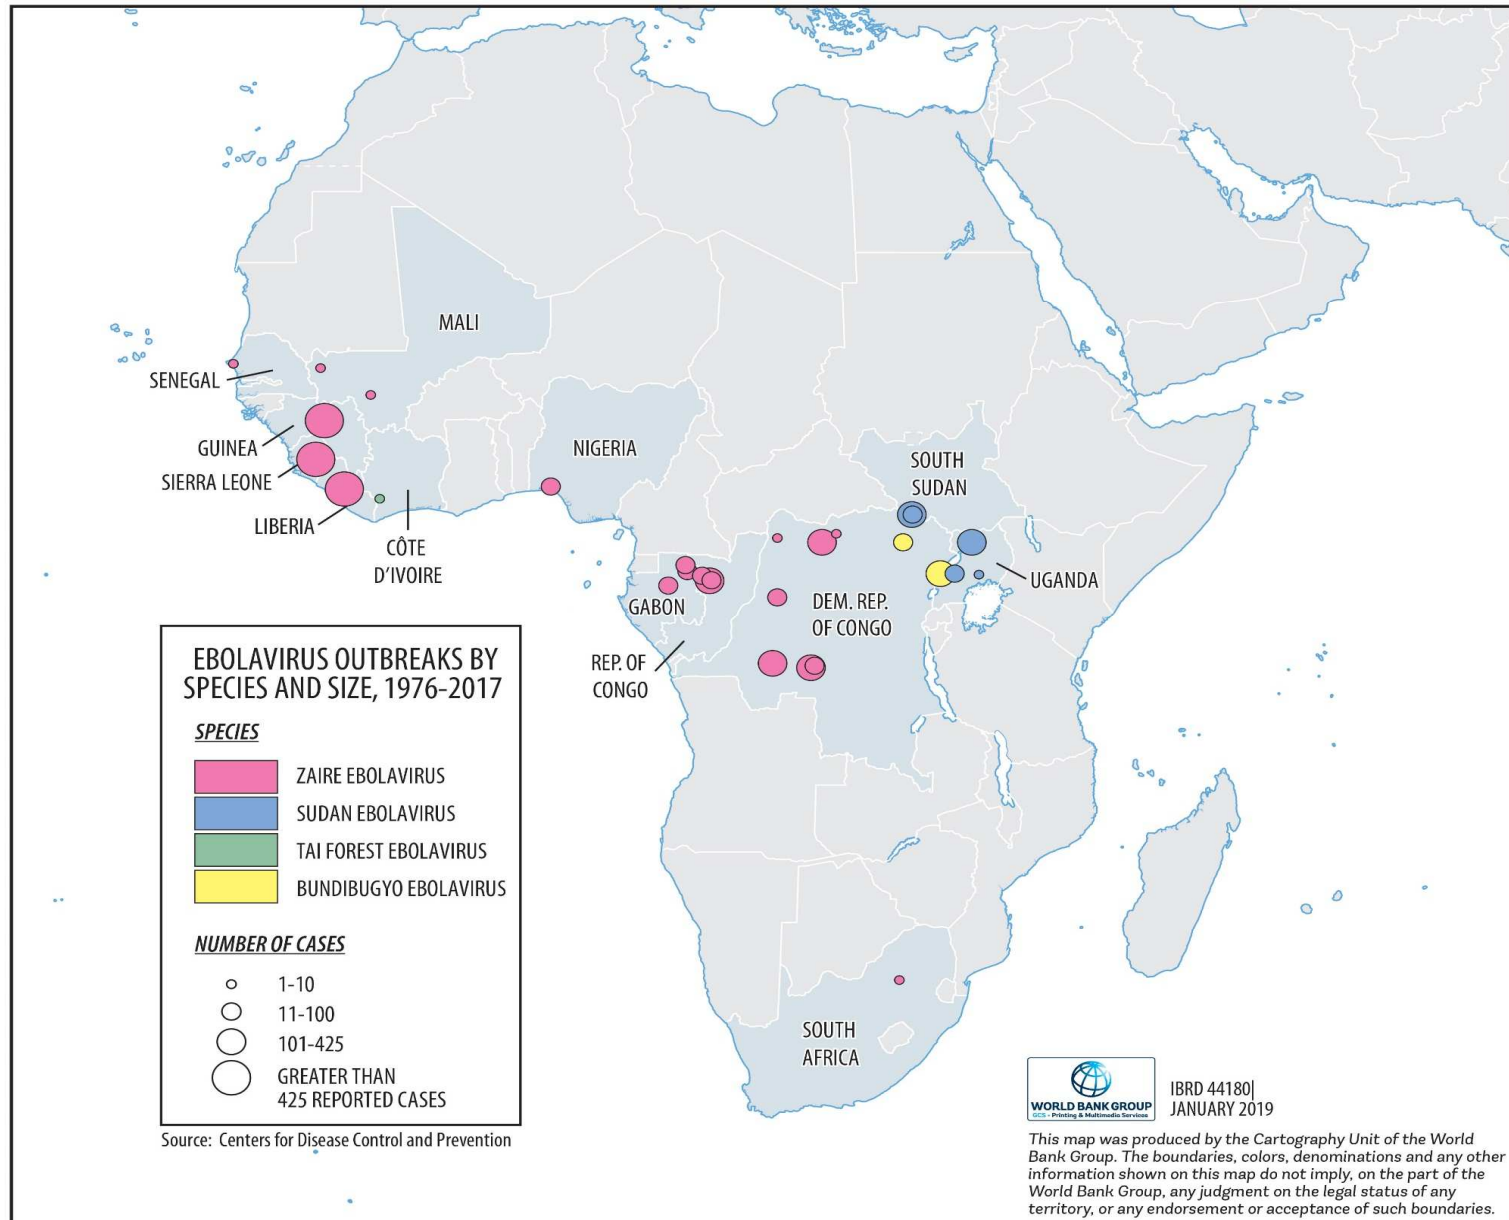 MALI
SENEGAL
GUINEA
SIERRA LEONE
LIBERIA
CÔTE
D'IVOIRE
NIGERIA
SOUTH
SUDAN
UGANDA
GABON
DEM. REP.
OF CONGO
REP. OF
CONGO
SOUTH
AFRICA
EBOLAVIRUS OUTBREAKS BY
SPECIES AND SIZE, 1976-2017
SPECIES
ZAIRE EBOLAVIRUS
SUDAN EBOLAVIRUS
TAI FOREST EBOLAVIRUS
BUNDIBUGYO EBOLAVIRUS
NUMBER OF CASES
1-10
11-100
101-425
GREATER THAN
425 REPORTED CASES
Source: Centers for Disease Control and Prevention
WORLD BANK GROUP
GCS - Printing & Multimedia Services
IBRD 44180|
JANUARY 2019
This map was produced by the Cartography Unit of the World
Bank Group. The boundaries, colors, denominations and any other
information shown on this map do not imply, on the part of the
World Bank Group, any judgment on the legal status of any
territory, or any endorsement or acceptance of such boundaries.